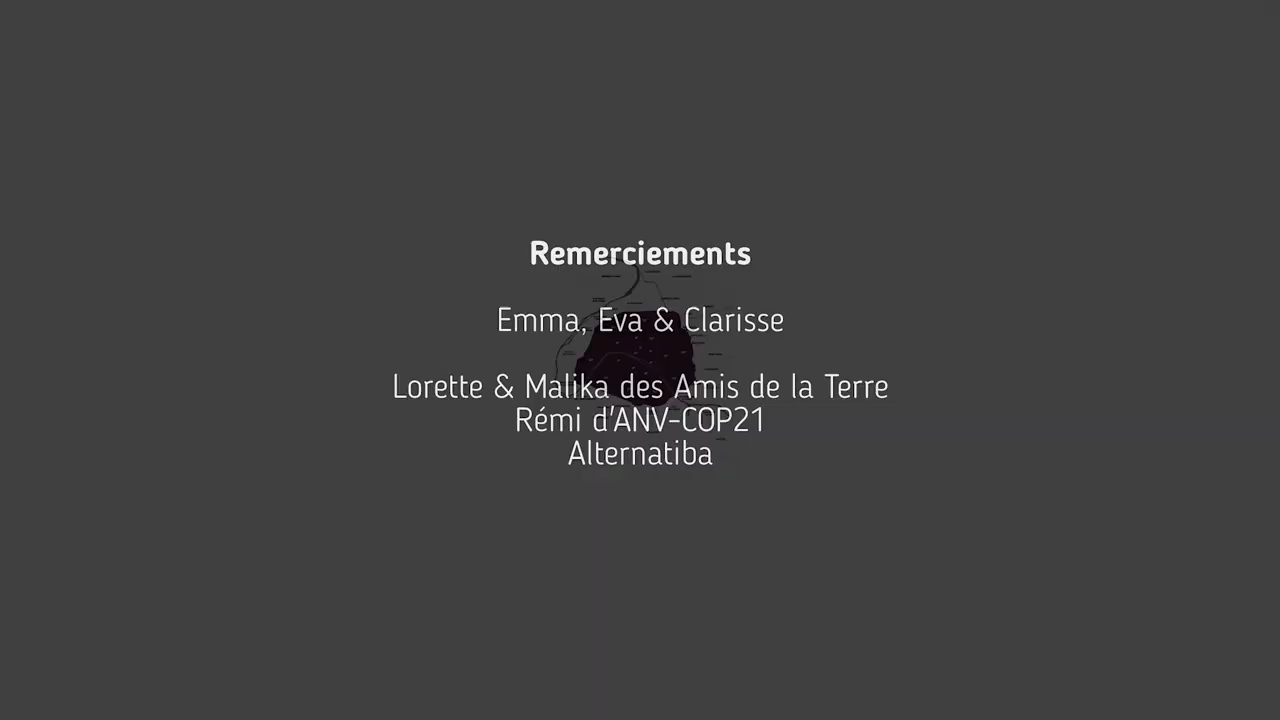 Remerciements
Emma, Eva & Clarisse
Lorette & Malika des Amis de la Terre
Rémi d'ANV-COP21
Alternatiba